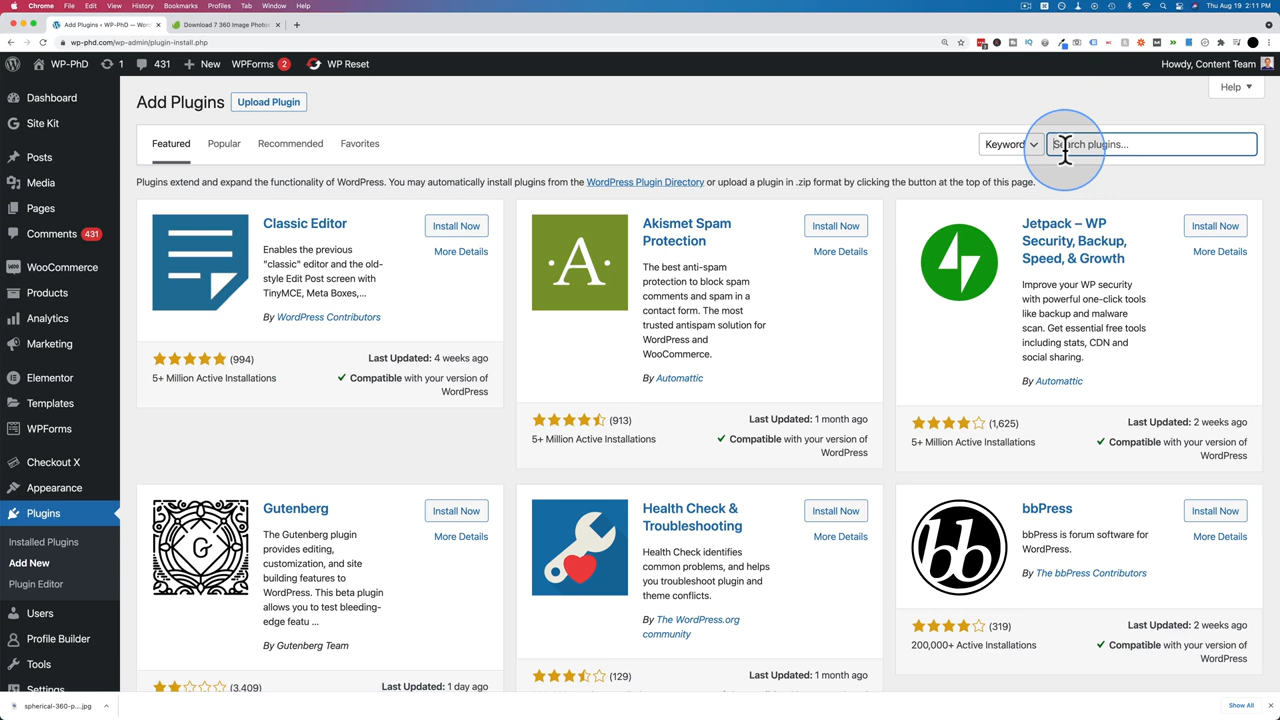 Chrome File Edit View History Bookmarks Profiles Tab Window Help Thu Aug 19 2:11 PM
Add Plugins ‹ WP-PhD — Wor
Download 7 360 Image Photos
wp-phd.com/wp-admin/plugin-install.php
WP-PhD 1 431 New WPForms 2 WP Reset Howdy, Content Team
Help
Dashboard
Site Kit
Posts
Media
Pages
Comments 431
WooCommerce
Products
Analytics
Marketing
Elementor
Templates
WPForms
Checkout X
Appearance
Plugins
Installed Plugins
Add New
Plugin Editor
Users
Profile Builder
Tools
Settings
Add Plugins Upload Plugin
Featured Popular Recommended Favorites Keyword Search plugins...
Plugins extend and expand the functionality of WordPress. You may automatically install plugins from the WordPress Plugin Directory or upload a plugin in .zip format by clicking the button at the top of this page.
Classic Editor
Install Now
More Details
Enables the previous
"classic" editor and the old-
style Edit Post screen with
TinyMCE, Meta Boxes,...
By WordPress Contributors
(994)
5+ Million Active Installations
Last Updated: 4 weeks ago
Compatible with your version of
WordPress
A
Akismet Spam
Protection
Install Now
More Details
The best anti-spam
protection to block spam
comments and spam in a
contact form. The most
trusted antispam solution for
WordPress and
WooCommerce.
By Automattic
(913)
5+ Million Active Installations
Last Updated: 1 month ago
Compatible with your version of
WordPress
Jetpack – WP
Security, Backup,
Speed, & Growth
Install Now
More Details
Improve your WP security
with powerful one-click tools
like backup and malware
scan. Get essential free tools
including stats, CDN and
social sharing.
By Automattic
(1,625)
5+ Million Active Installations
Last Updated: 2 weeks ago
Compatible with your version of
WordPress
G
Gutenberg
Install Now
More Details
The Gutenberg plugin
provides editing,
customization, and site
building features to
WordPress. This beta plugin
allows you to test bleeding-
edge featu ...
By Gutenberg Team
(3,409)
Last Updated: 1 day ago
Health Check &
Troubleshooting
Install Now
More Details
Health Check identifies
common problems, and helps
you troubleshoot plugin and
theme conflicts.
By The WordPress.org
community
(129)
Last Updated: 1 month ago
bb
bbPress
Install Now
More Details
bbPress is forum software for
WordPress.
By The bbPress Contributors
(319)
200,000+ Active Installations
Last Updated: 2 weeks ago
Compatible with your version of
WordPress
spherical-360-p....jpg
Show All